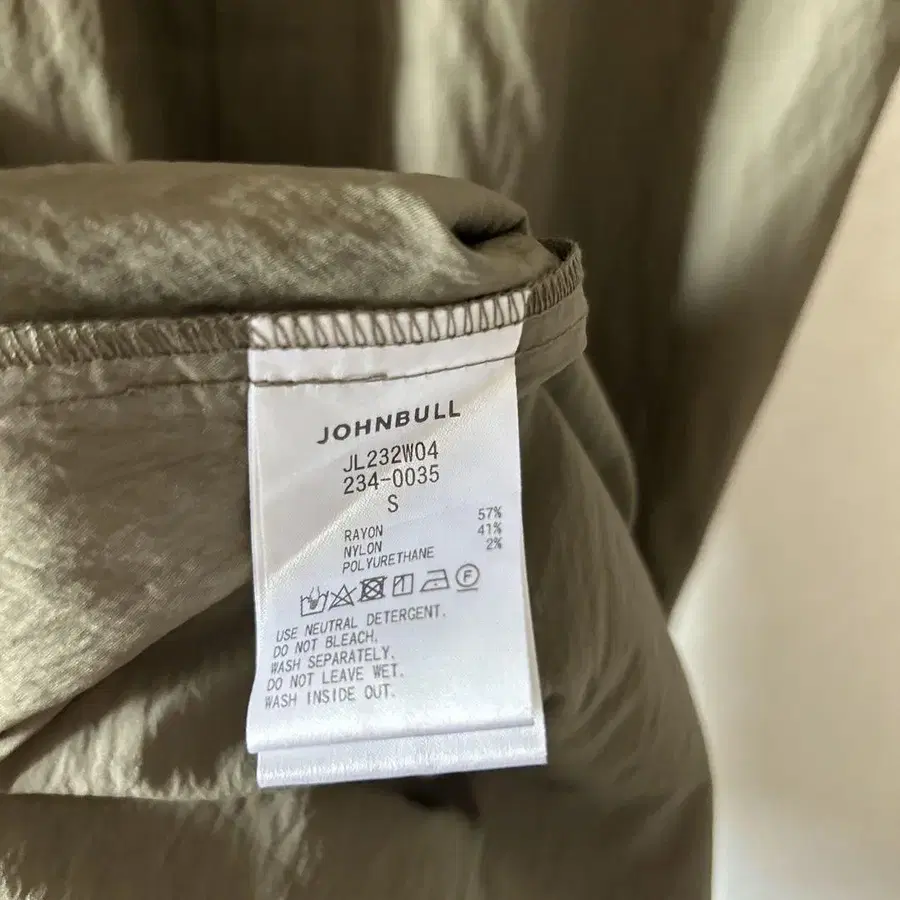 JOHNBULL
JL232W04
234-0035
S
RAYON 57%
NYLON 41%
POLYURETHANE 2%
F
USE NEUTRAL DETERGENT.
DO NOT BLEACH.
WASH SEPARATELY.
DO NOT LEAVE WET.
WASH INSIDE OUT.